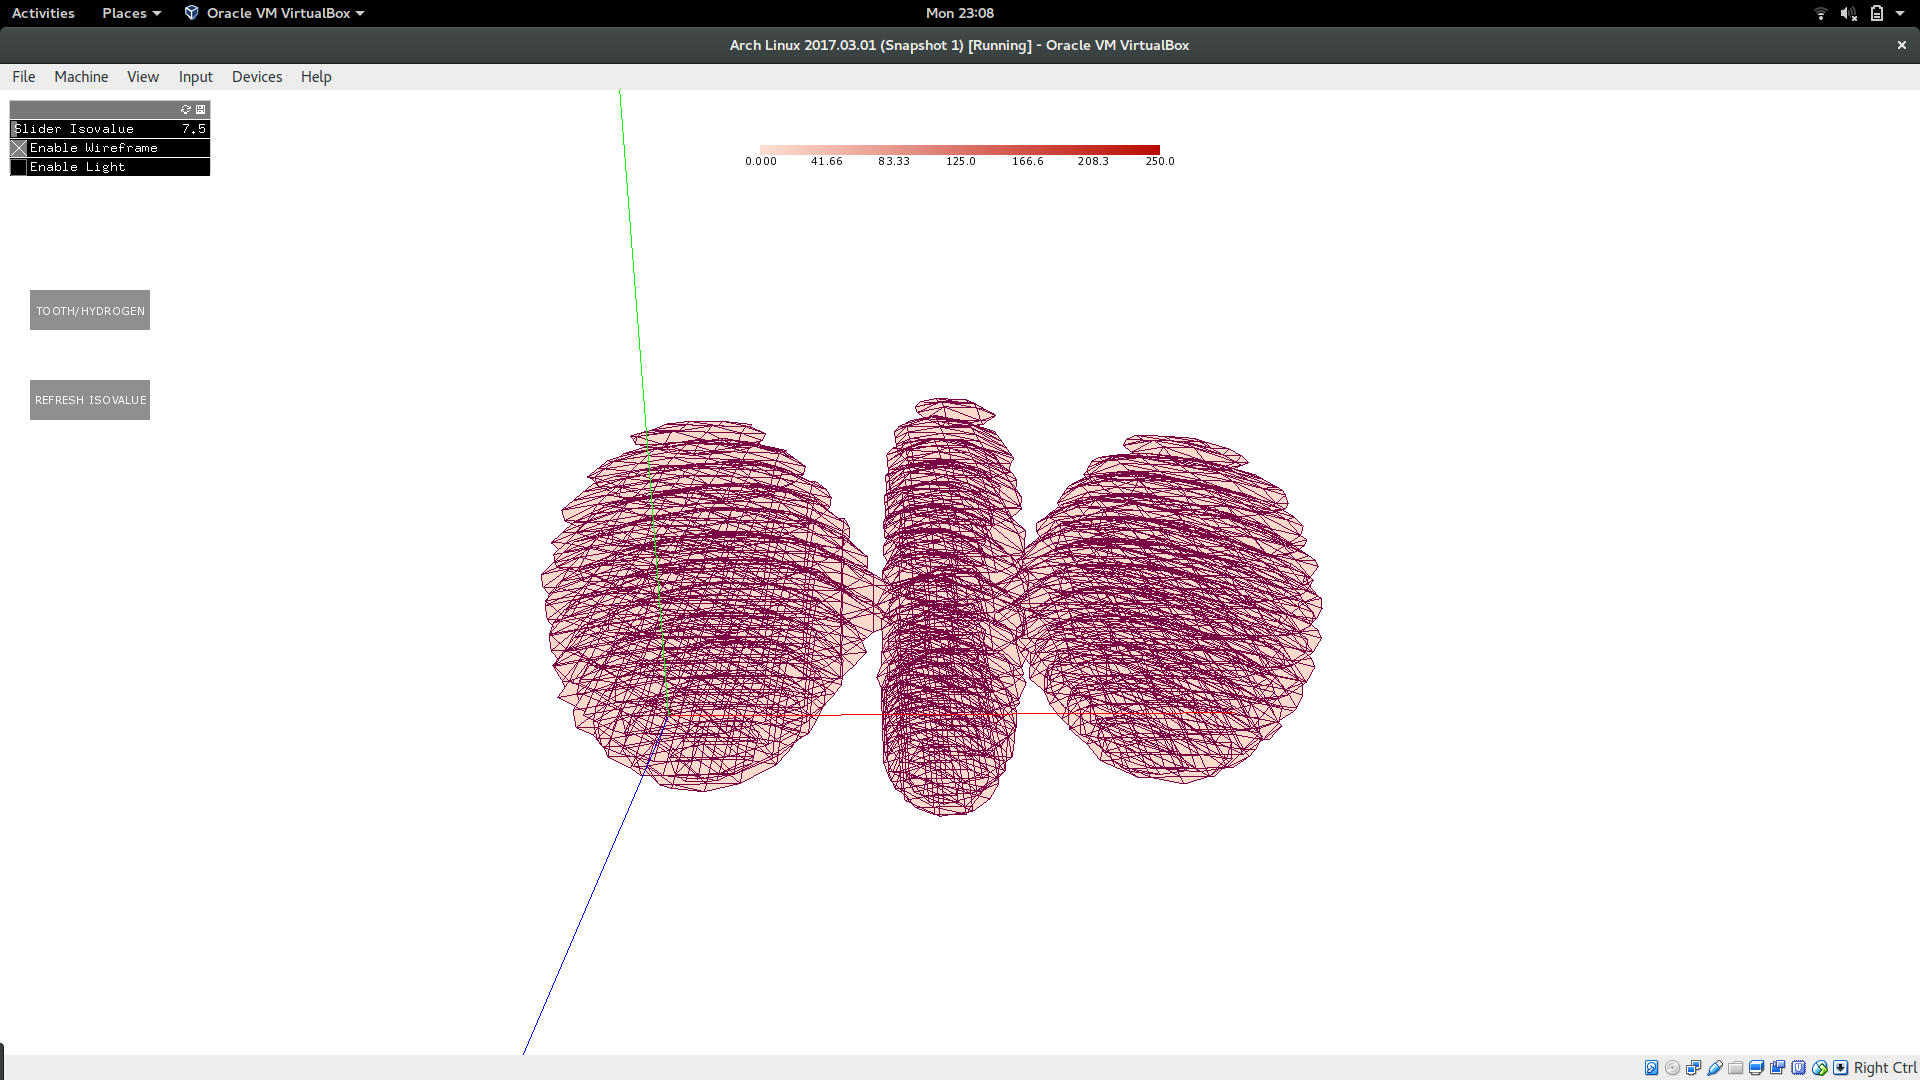 Activities Places Oracle VM VirtualBox Mon 23:08
Arch Linux 2017.03.01 (Snapshot 1) [Running] - Oracle VM VirtualBox
File Machine View Input Devices Help
Slider Isovalue 7.5
Enable Wireframe
Enable Light
0.000 41.66 83.33 125.0 166.6 208.3 250.0
TOOTH/HYDROGEN
REFRESH ISOVALUE
Right Ctrl